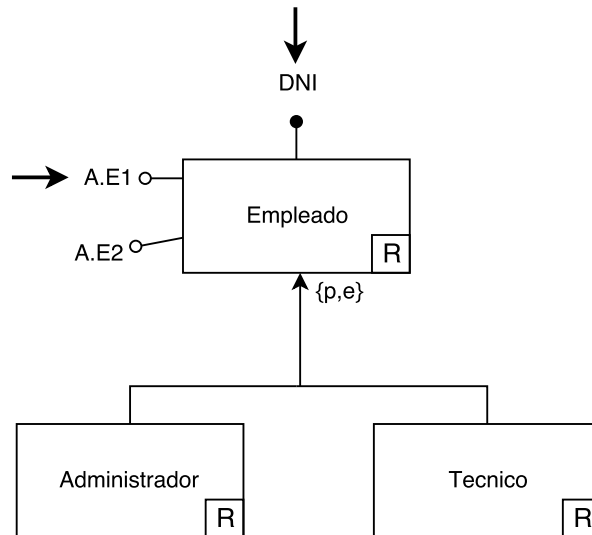 DNI
A.E1
Empleado
A.E2
R
{p,e}
Administrador
Tecnico
R
R